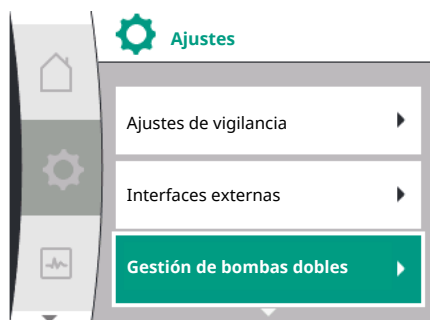 Ajustes
Ajustes de vigilancia
Interfaces externas
Gestión de bombas dobles